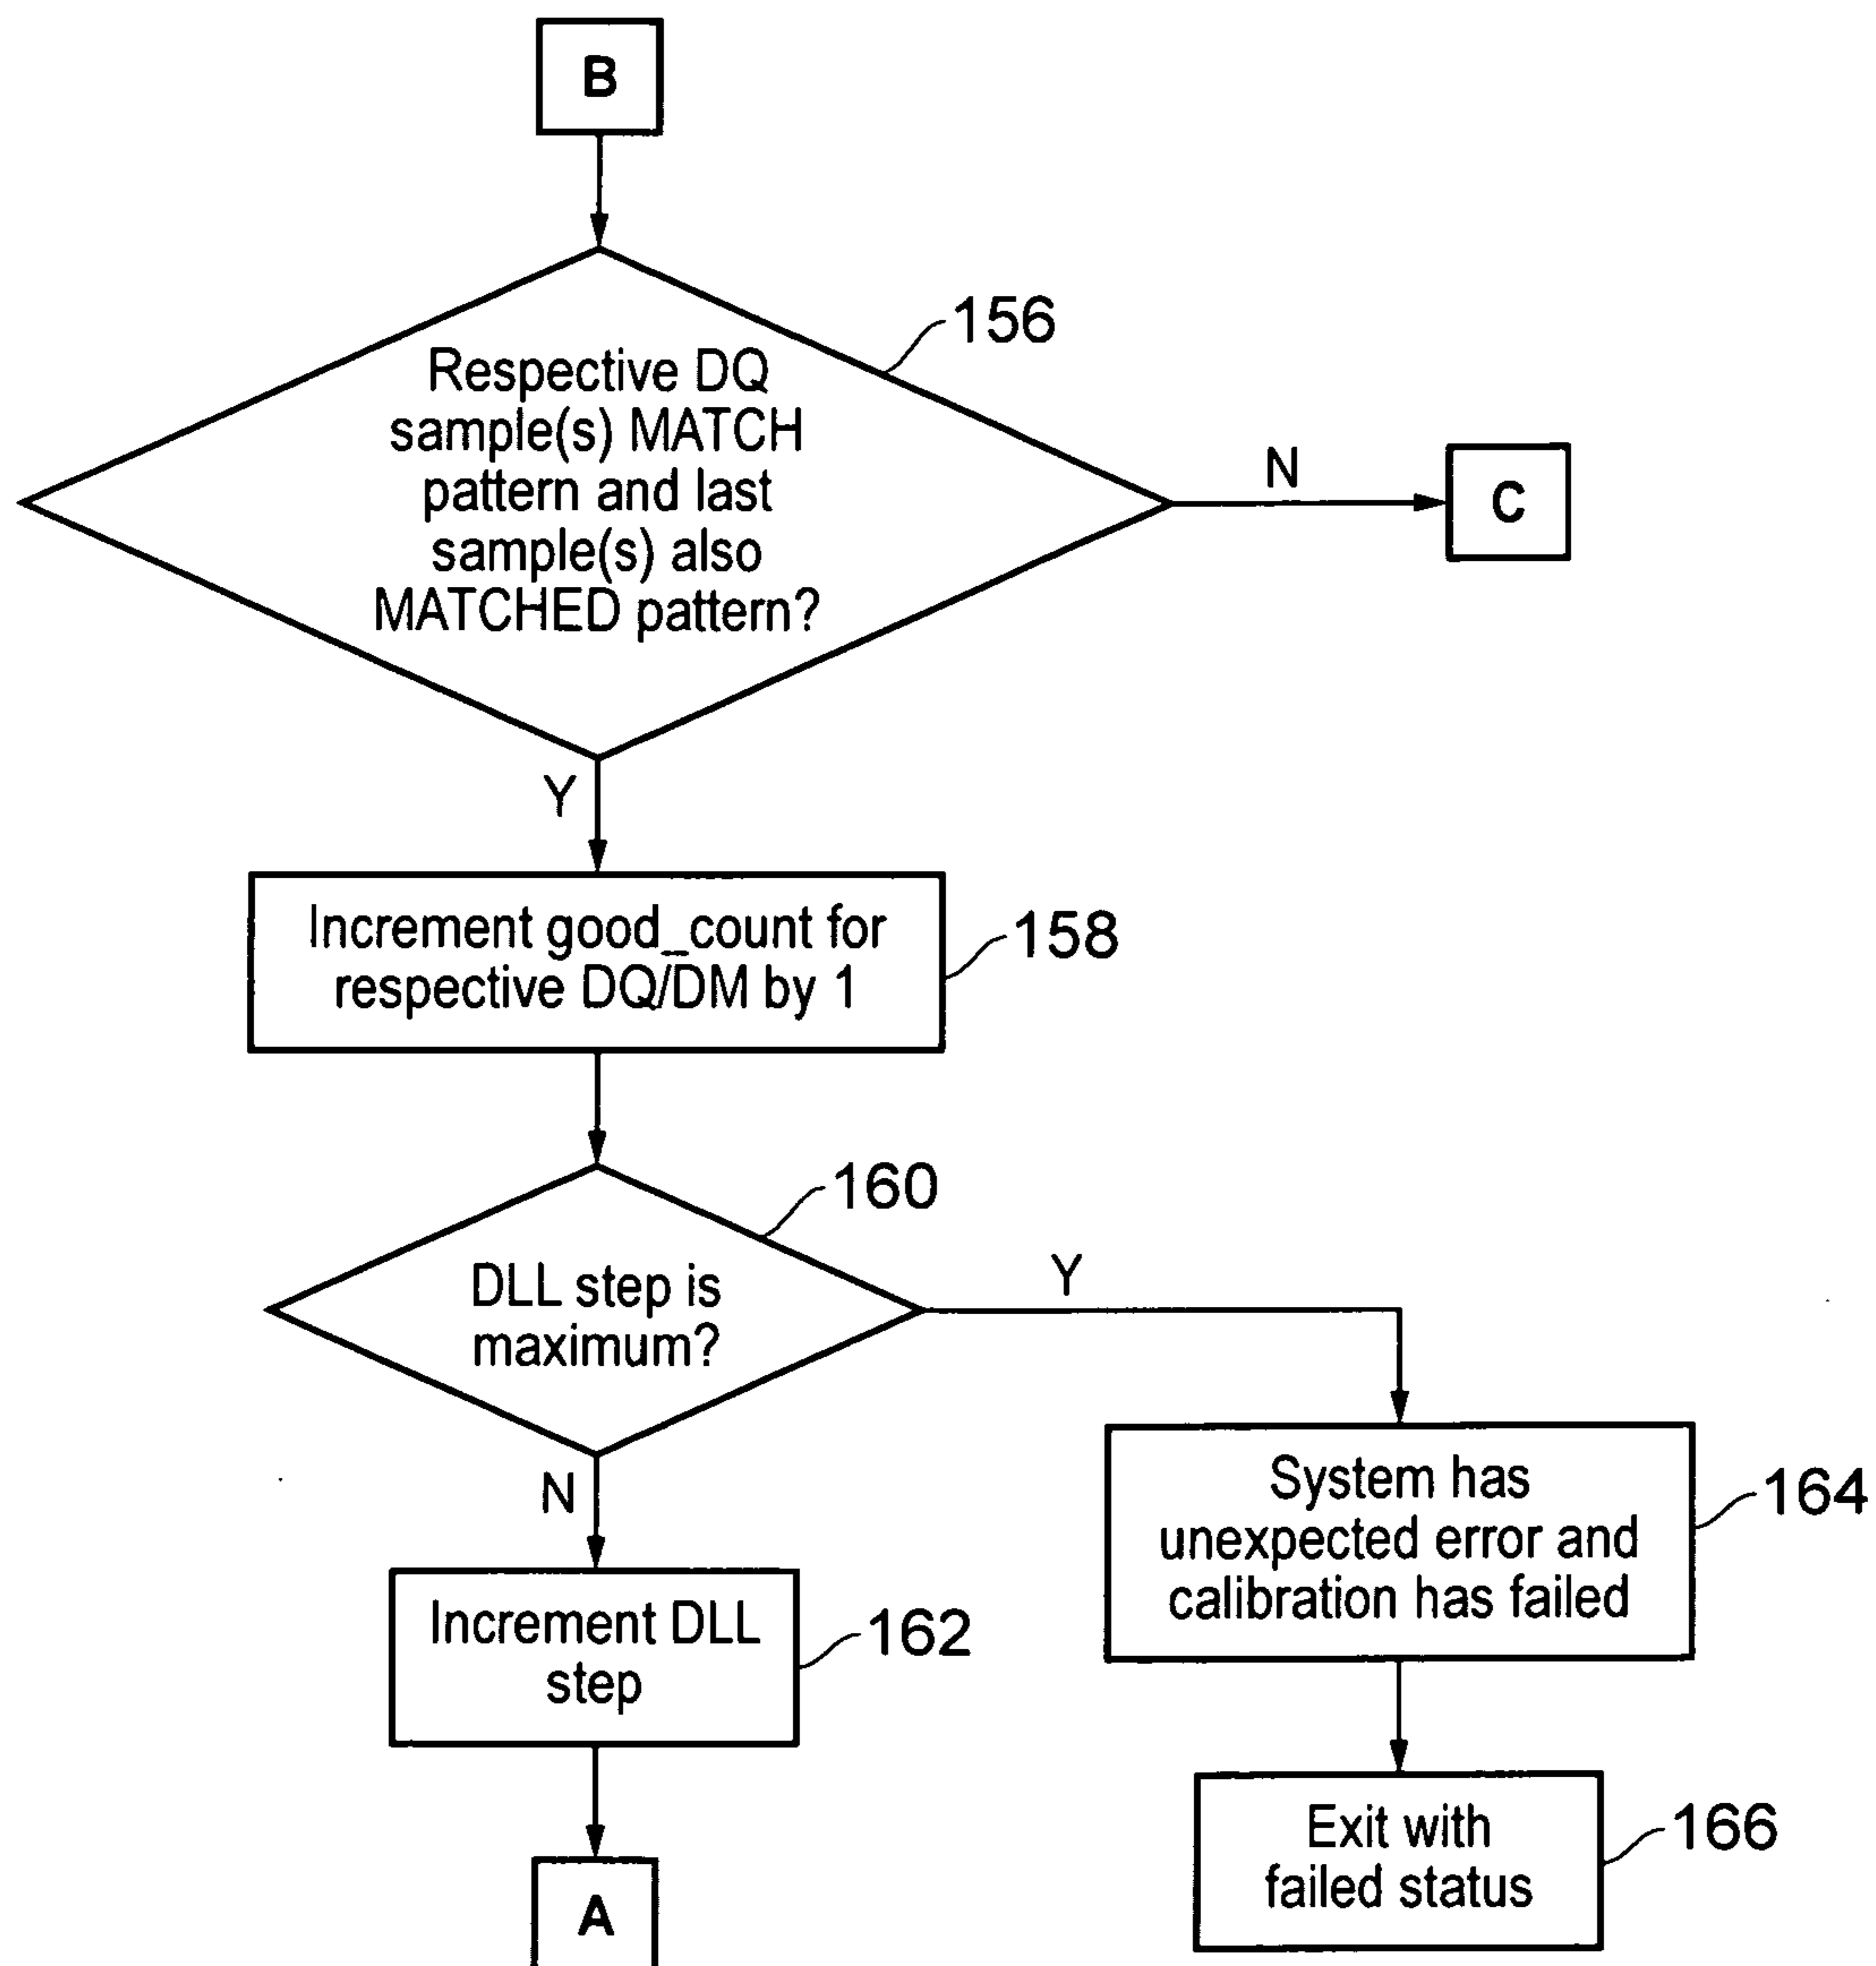 B
156
Respective DQ
sample(s) MATCH
pattern and last
sample(s) also
MATCHED pattern?
N
C
Y
Increment good_count for
respective DQ/DM by 1
158
160
DLL step is
maximum?
Y
N
System has
unexpected error and
calibration has failed
164
Increment DLL
step
162
Exit with
failed status
166
A